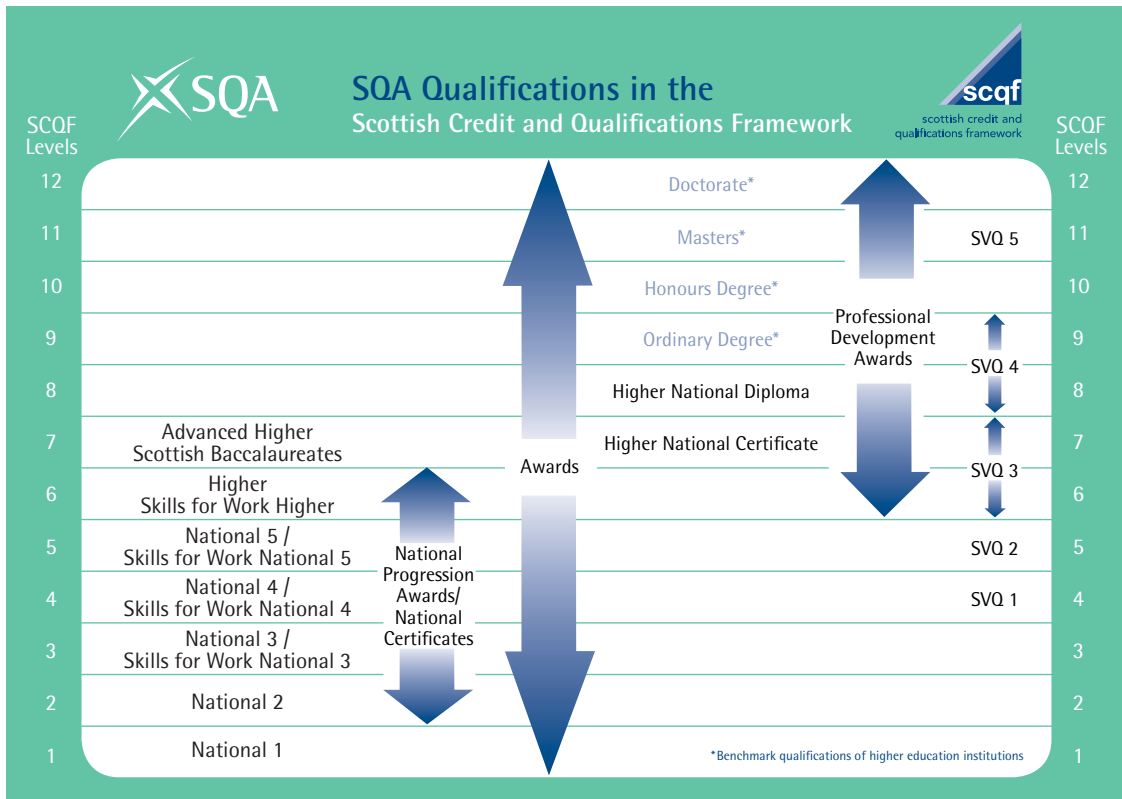 SQA
SQA Qualifications in the
Scottish Credit and Qualifications Framework
scqf
scottish credit and
qualifications framework
SCQF
Levels
SCQF
Levels
12
Doctorate*
12
11
Masters*
SVQ 5
11
10
Honours Degree*
10
9
Ordinary Degree*
Professional
Development
Awards
9
SVQ 4
8
Higher National Diploma
8
7
Advanced Higher
Scottish Baccalaureates
Higher National Certificate
7
Awards
SVQ 3
6
Higher
Skills for Work Higher
6
5
National 5 /
Skills for Work National 5
SVQ 2
5
National
Progression
Awards/
National
Certificates
4
National 4 /
Skills for Work National 4
SVQ 1
4
3
National 3 /
Skills for Work National 3
3
2
National 2
2
1
National 1
*Benchmark qualifications of higher education institutions
1